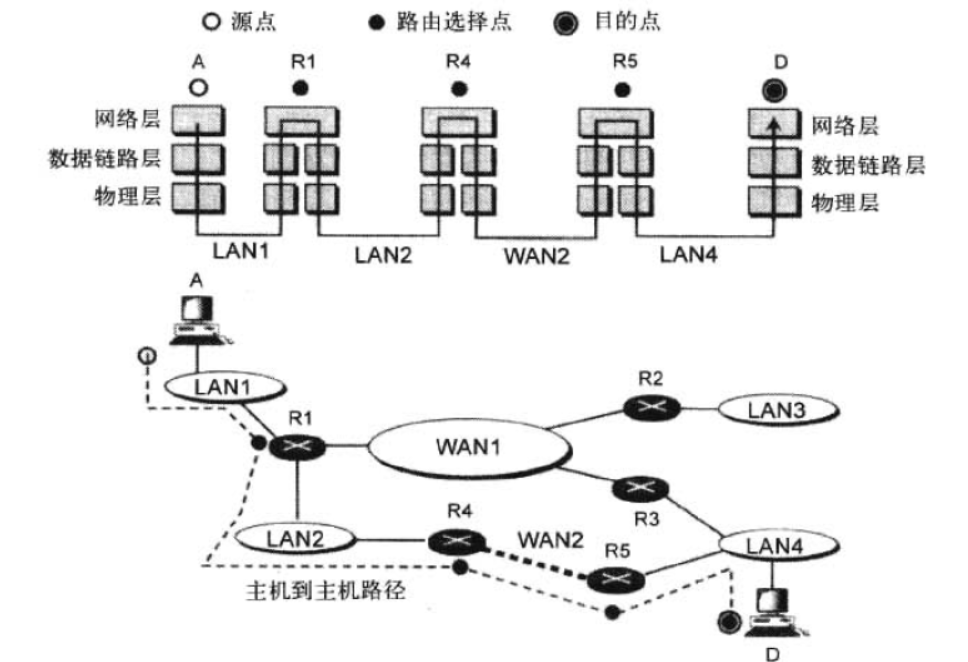 源点 路由选择点 目的点
A R1 R4 R5 D
网络层 网络层
数据链路层 数据链路层
物理层 物理层
LAN1 LAN2 WAN2 LAN4
A
LAN1
R1
WAN1
R2
LAN3
R3
LAN2
R4
WAN2
R5
LAN4
主机到主机路径
D